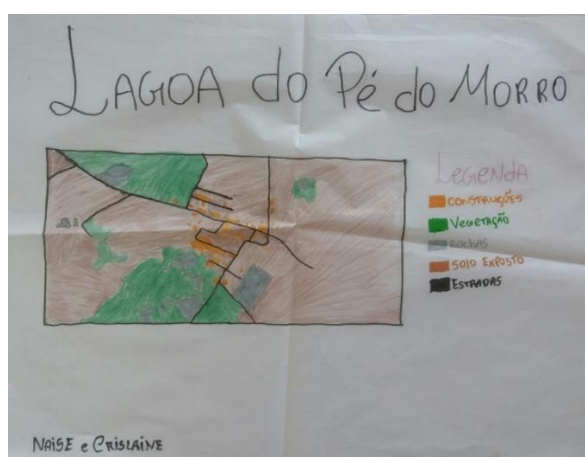 LAGOA do Pé do MORRO
LEGENDA
CONSTRUÇÕES
VEGETAÇÃO
ROCHAS
SOLO EXPOSTO
ESTRADAS
NAISE e CRISLAINE